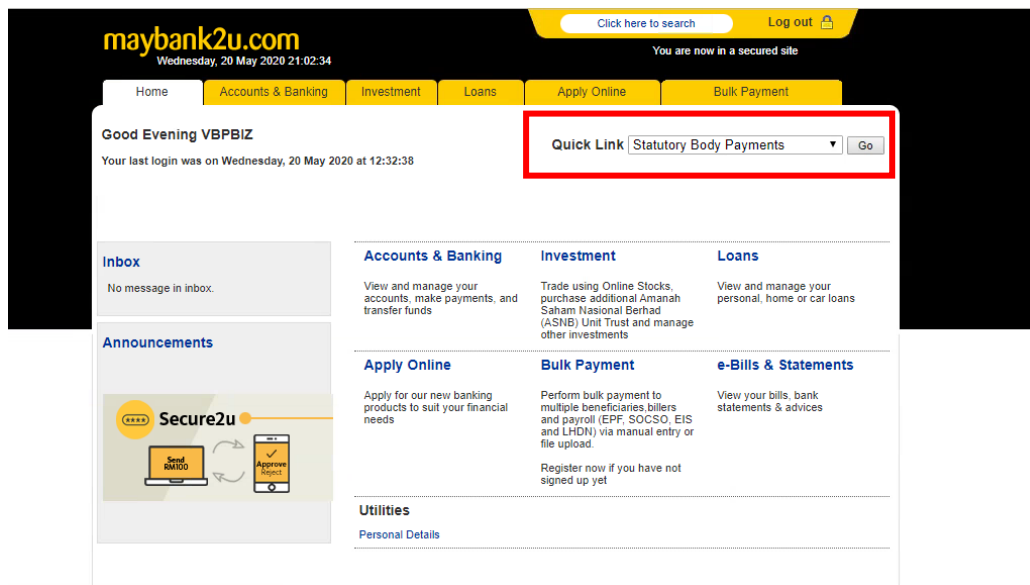 Click here to search
Log out
maybank2u.com
Wednesday, 20 May 2020 21:02:34
You are now in a secured site
Home
Accounts & Banking
Investment
Loans
Apply Online
Bulk Payment
Good Evening VBPBIZ
Your last login was on Wednesday, 20 May 2020 at 12:32:38
Quick Link
Statutory Body Payments
Go
Inbox
No message in inbox.
Announcements
**** Secure2u
Send
RM100
Approve
Reject
Accounts & Banking
View and manage your
accounts, make payments, and
transfer funds
Investment
Trade using Online Stocks,
purchase additional Amanah
Saham Nasional Berhad
(ASNB) Unit Trust and manage
other investments
Loans
View and manage your
personal, home or car loans
Apply Online
Apply for our new banking
products to suit your financial
needs
Bulk Payment
Perform bulk payment to
multiple beneficiaries,billers
and payroll (EPF, SOCSO, EIS
and LHDN) via manual entry or
file upload.
Register now if you have not
signed up yet
e-Bills & Statements
View your bills, bank
statements & advices
Utilities
Personal Details